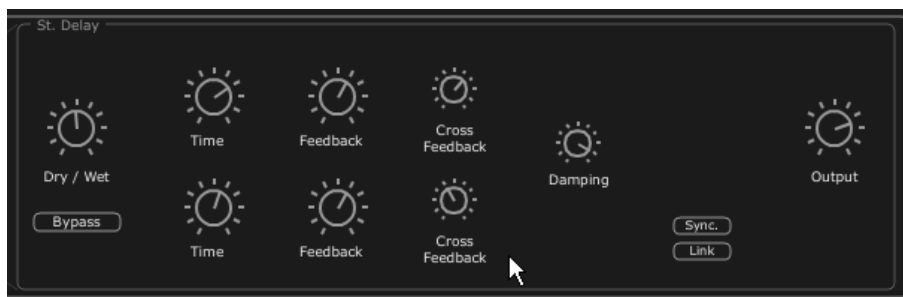 St. Delay
Time
Feedback
Cross
Feedback
Dry / Wet
Damping
Output
Bypass
Time
Feedback
Cross
Feedback
Sync.
Link